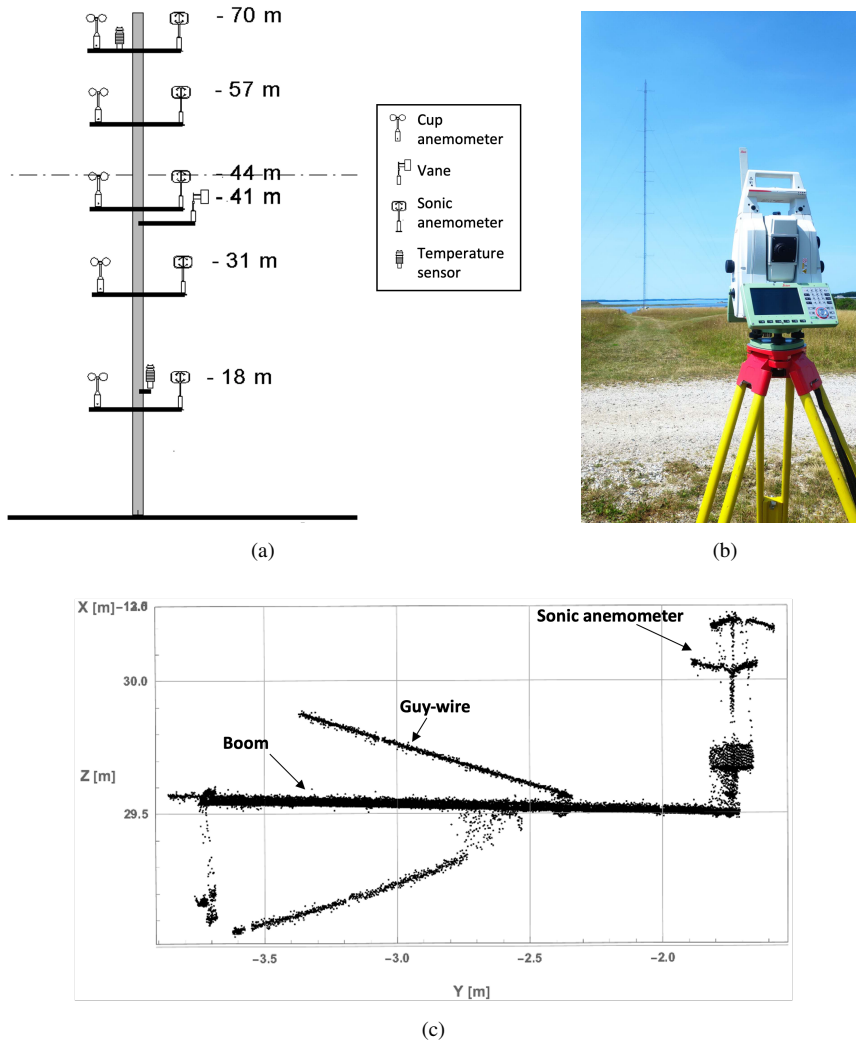 - 70 m
- 57 m
- 44 m
- 41 m
- 31 m
- 18 m
Cup
anemometer
Vane
Sonic
anemometer
Temperature
sensor
(a)
(b)
X [m]
Sonic anemometer
30.0
Guy-wire
Boom
Z [m]
29.5
-3.5
-3.0
-2.5
-2.0
Y [m]
(c)